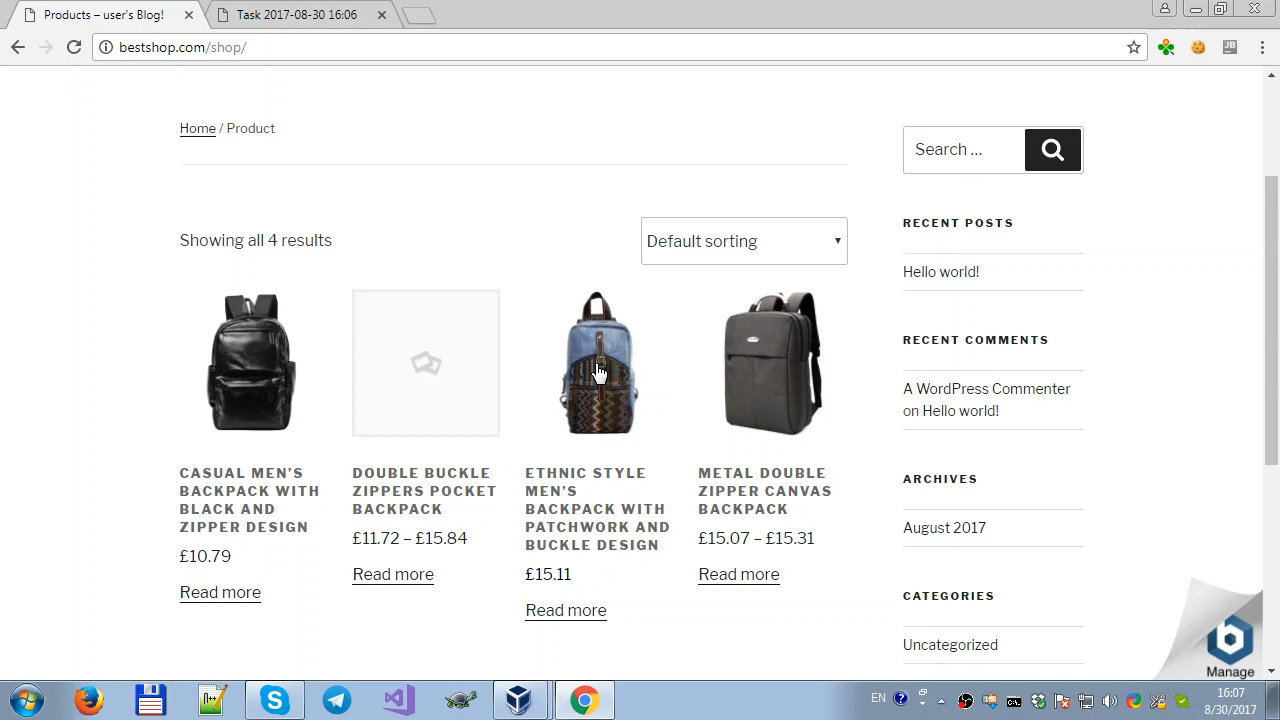 Products – user's Blog!
Task 2017-08-30 16:06
bestshop.com/shop/
JB
Home / Product
Search …
RECENT POSTS
Showing all 4 results
Default sorting
Hello world!
RECENT COMMENTS
A WordPress Commenter
on Hello world!
CASUAL MEN'S
BACKPACK WITH
BLACK AND
ZIPPER DESIGN
£10.79
Read more
DOUBLE BUCKLE
ZIPPERS POCKET
BACKPACK
£11.72 – £15.84
Read more
ETHNIC STYLE
MEN'S
BACKPACK WITH
PATCHWORK AND
BUCKLE DESIGN
£15.11
Read more
METAL DOUBLE
ZIPPER CANVAS
BACKPACK
£15.07 – £15.31
Read more
ARCHIVES
August 2017
CATEGORIES
Uncategorized
b
Manage
EN
16:07
8/30/2017